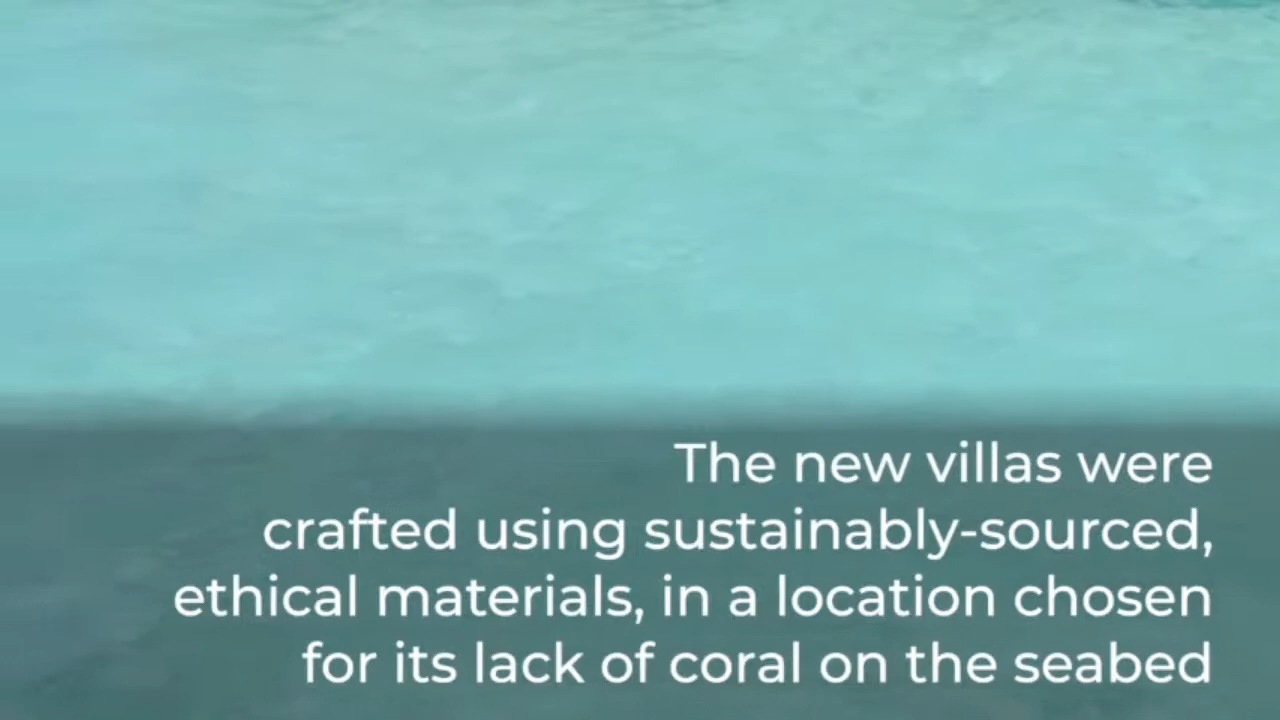 The new villas were
crafted using sustainably-sourced,
ethical materials, in a location chosen
for its lack of coral on the seabed